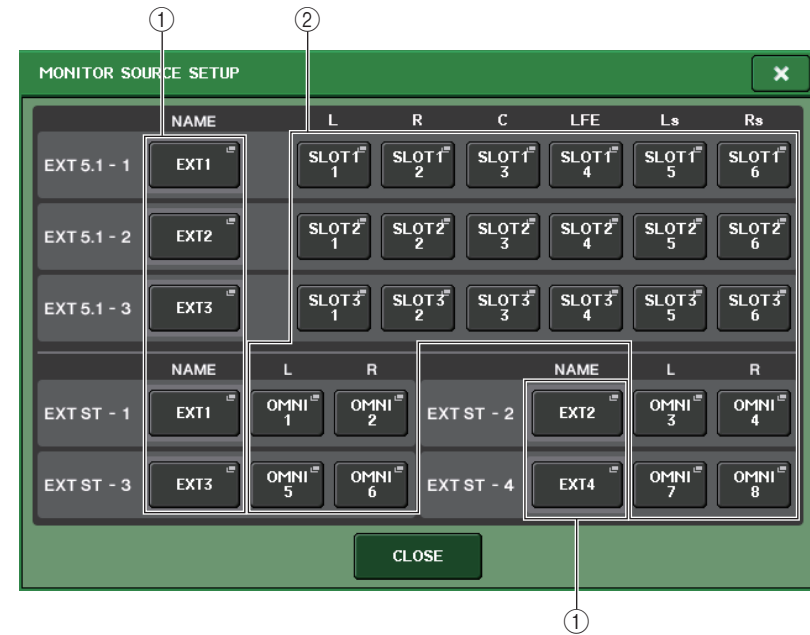 ① ②
MONITOR SOURCE SETUP ×
NAME L R C LFE Ls Rs
EXT 5.1 - 1 EXT1 SLOT1 1 SLOT1 2 SLOT1 3 SLOT1 4 SLOT1 5 SLOT1 6
EXT 5.1 - 2 EXT2 SLOT2 1 SLOT2 2 SLOT2 3 SLOT2 4 SLOT2 5 SLOT2 6
EXT 5.1 - 3 EXT3 SLOT3 1 SLOT3 2 SLOT3 3 SLOT3 4 SLOT3 5 SLOT3 6
NAME L R NAME L R
EXT ST - 1 EXT1 OMNI 1 OMNI 2 EXT ST - 2 EXT2 OMNI 3 OMNI 4
EXT ST - 3 EXT3 OMNI 5 OMNI 6 EXT ST - 4 EXT4 OMNI 7 OMNI 8
CLOSE
①